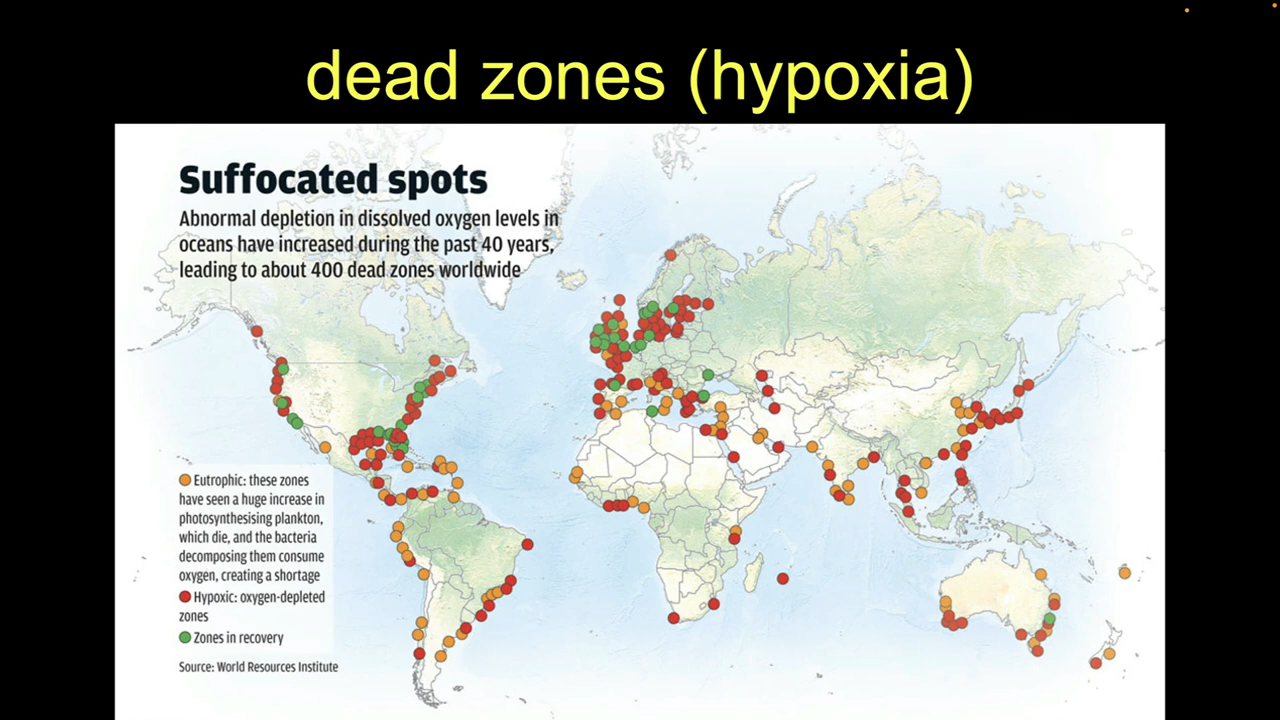 dead zones (hypoxia)
Suffocated spots
Abnormal depletion in dissolved oxygen levels in
oceans have increased during the past 40 years,
leading to about 400 dead zones worldwide
Eutrophic: these zones
have seen a huge increase in
photosynthesising plankton,
which die, and the bacteria
decomposing them consume
oxygen, creating a shortage
Hypoxic: oxygen-depleted
zones
Zones in recovery
Source: World Resources Institute